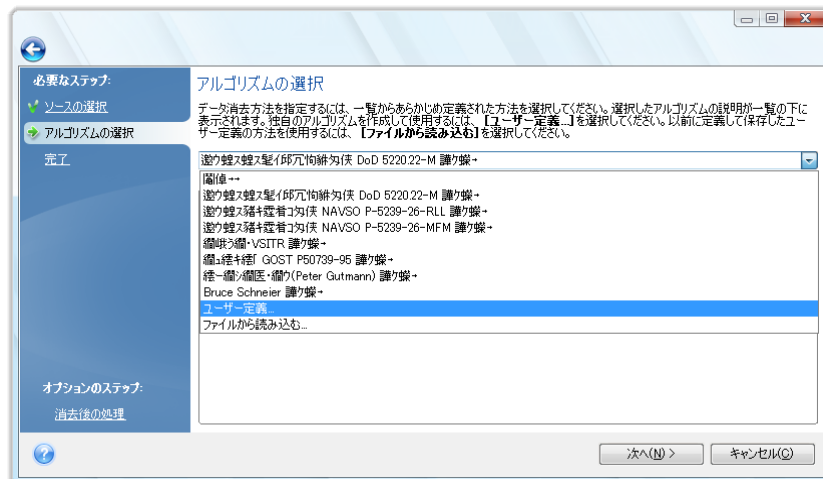 必要なステップ:
ソースの選択
アルゴリズムの選択
完了
オプションのステップ:
消去後の処理
アルゴリズムの選択
データ消去方法を指定するには、一覧からあらかじめ定義された方法を選択してください。選択したアルゴリズムの説明が一覧の下に
表示されます。独自のアルゴリズムを作成して使用するには、[ユーザー定義...]を選択してください。以前に定義して保存したユー
ザー定義の方法を使用するには、[ファイルから読み込む]を選択してください。
DoD 5220.22-M
DoD 5220.22-M
NAVSO P-5239-26-RLL
NAVSO P-5239-26-MFM
VSITR
GOST P50739-95
(Peter Gutmann)
Bruce Schneier
ユーザー定義...
ファイルから読み込む...
次へ(N) >
キャンセル(C)